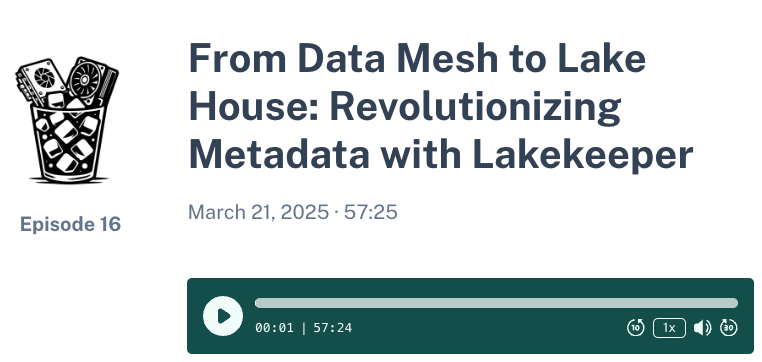 From Data Mesh to Lake
House: Revolutionizing
Metadata with Lakekeeper
March 21, 2025 · 57:25
Episode 16
00:01 | 57:24
10
1x
30